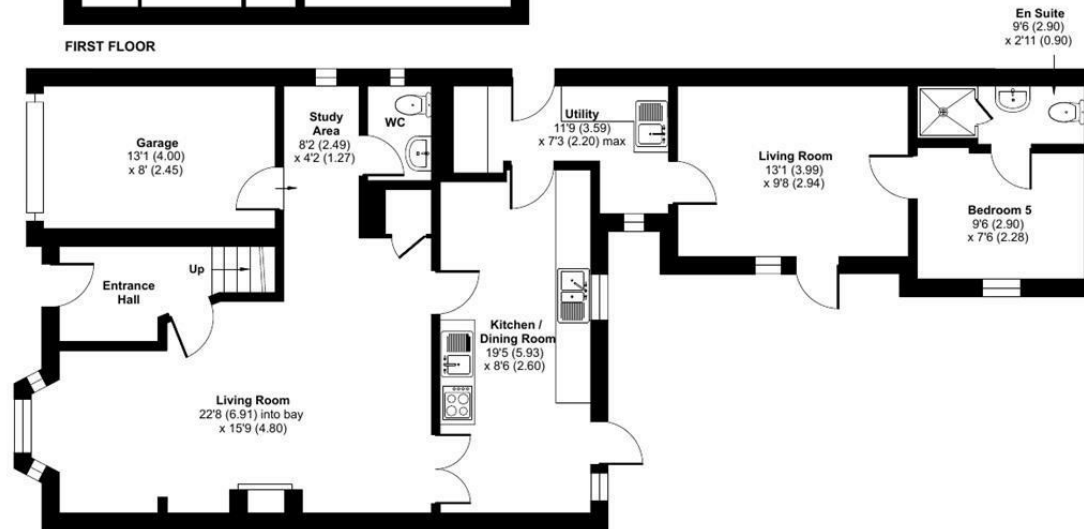 En Suite
9'6 (2.90)
x 2'11 (0.90)
FIRST FLOOR
Garage
13'1 (4.00)
x 8' (2.45)
Study
Area
8'2 (2.49)
x 4'2 (1.27)
WC
Utility
11'9 (3.59)
x 7'3 (2.20) max
Living Room
13'1 (3.99)
x 9'8 (2.94)
Bedroom 5
9'6 (2.90)
x 7'6 (2.28)
Entrance
Hall
Up
Kitchen /
Dining Room
19'5 (5.93)
x 8'6 (2.60)
Living Room
22'8 (6.91) into bay
x 15'9 (4.80)